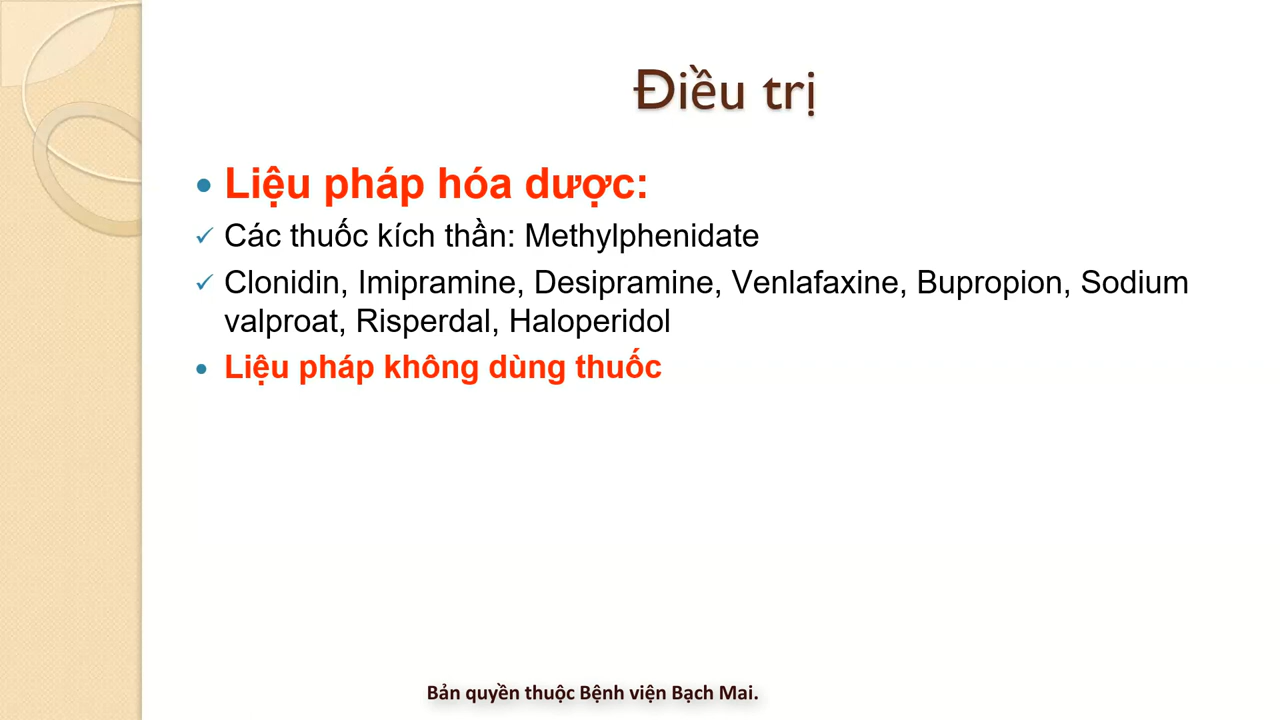 Điều trị
Liệu pháp hóa dược:
Các thuốc kích thần: Methylphenidate
Clonidin, Imipramine, Desipramine, Venlafaxine, Bupropion, Sodium
valproat, Risperdal, Haloperidol
Liệu pháp không dùng thuốc
Bản quyền thuộc Bệnh viện Bạch Mai.